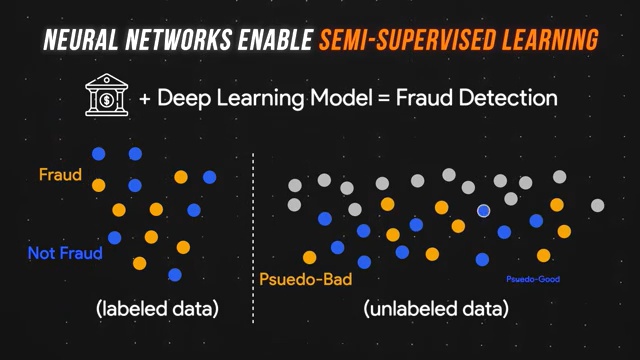 NEURAL NETWORKS ENABLE SEMI-SUPERVISED LEARNING
$ + Deep Learning Model = Fraud Detection
Fraud
Not Fraud
Psuedo-Bad
Psuedo-Good
(labeled data)
(unlabeled data)